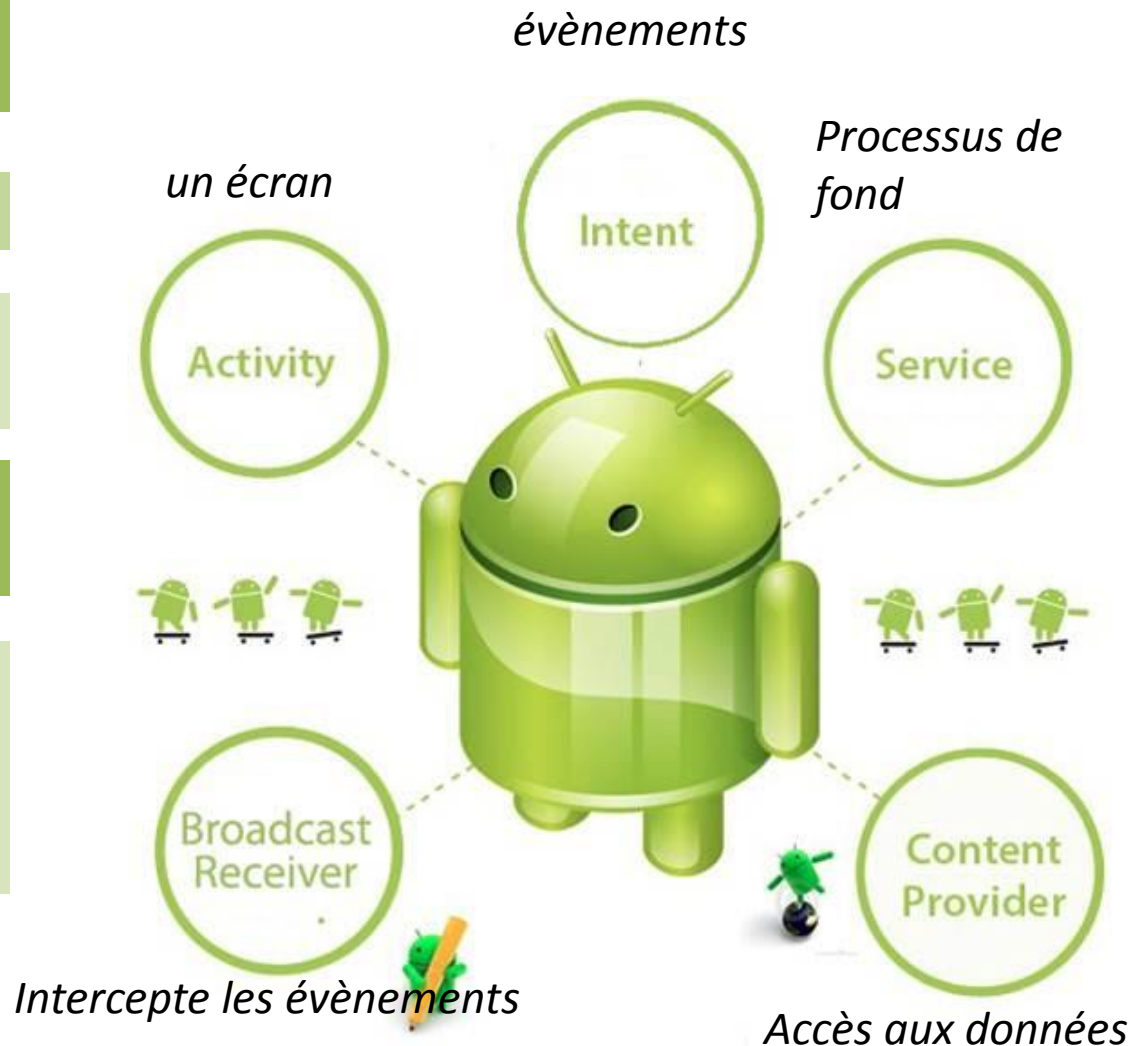 évènements
Processus de
fond
un écran
Intent
Activity
Service
Broadcast
Receiver
Content
Provider
Intercepte les évènements
Accès aux données